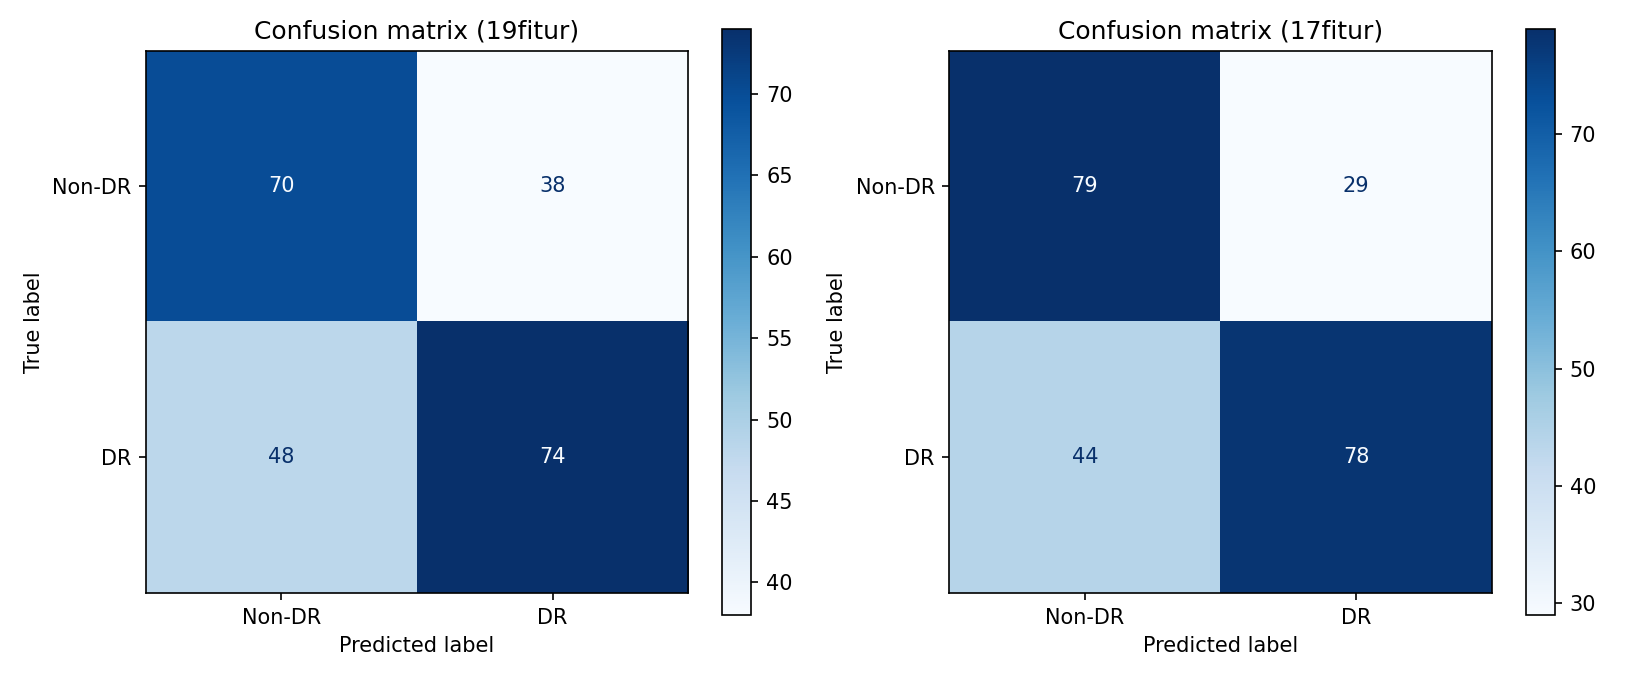 Confusion matrix (19fitur)
True label
Non-DR
DR
70
38
48
74
Non-DR
DR
Predicted label
70
65
60
55
50
45
40
Confusion matrix (17fitur)
True label
Non-DR
DR
79
29
44
78
Non-DR
DR
Predicted label
70
60
50
40
30